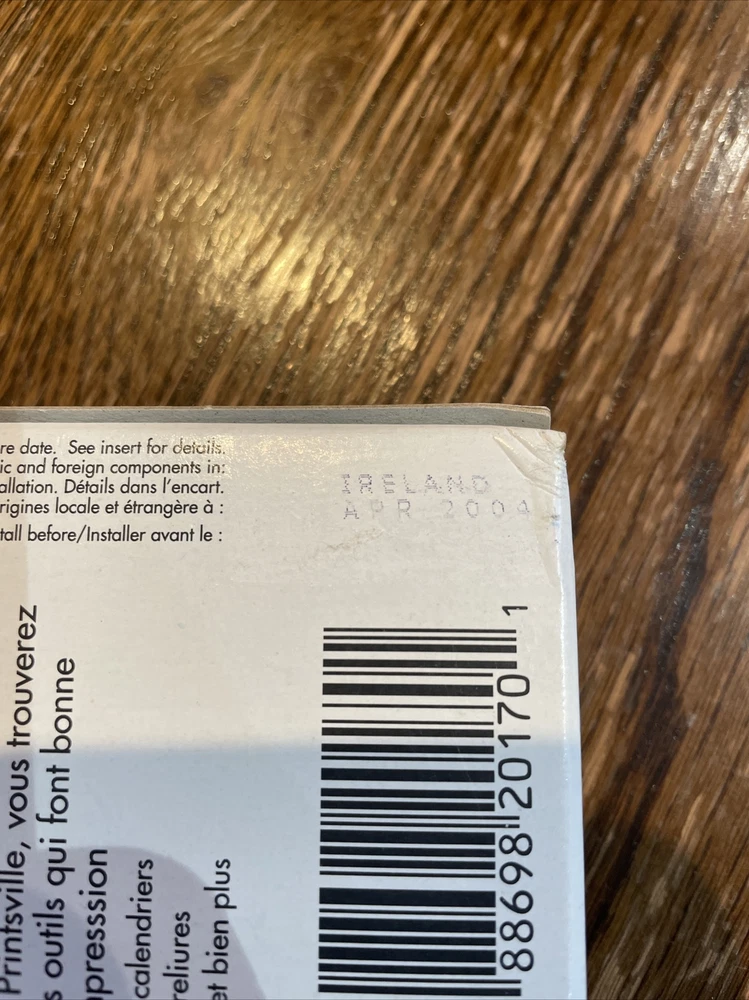 re date. See insert for details.
ic and foreign components in:
allation. Détails dans l'encart.
rigines locale et étrangère à :
tall before/Installer avant le :
IRELAND
APR 2004
Printsville, vous trouverez
s outils qui font bonne
npresssion
calendriers
reliures
et bien plus
88698 20170 1